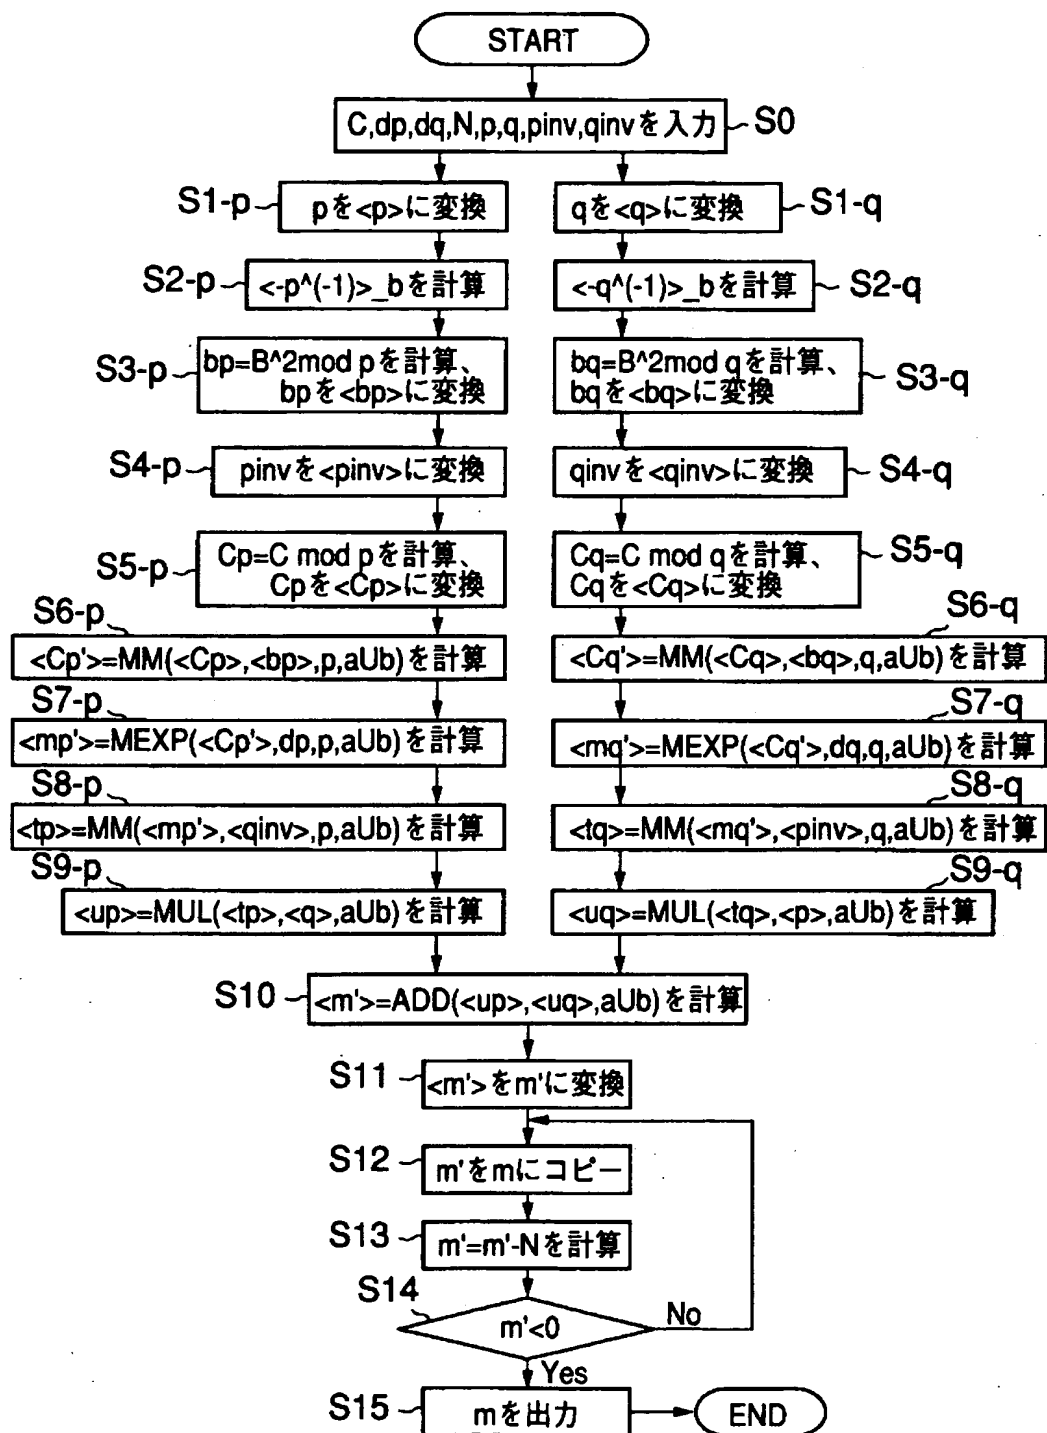 START
C,dp,dq,N,p,q,pinv,qinvを入力
S0
S1-p
pを<p>に変換
qを<q>に変換
S1-q
S2-p
<-p^(-1)>_bを計算
<-q^(-1)>_bを計算
S2-q
S3-p
bp=B^2mod pを計算、
bpを<bp>に変換
bq=B^2mod qを計算、
bqを<bq>に変換
S3-q
S4-p
pinvを<pinv>に変換
qinvを<qinv>に変換
S4-q
S5-p
Cp=C mod pを計算、
Cpを<Cp>に変換
Cq=C mod qを計算、
Cqを<Cq>に変換
S5-q
S6-p
<Cp'>=MM(<Cp>,<bp>,p,aUb)を計算
S6-q
<Cq'>=MM(<Cq>,<bq>,q,aUb)を計算
S7-p
<mp'>=MEXP(<Cp'>,dp,p,aUb)を計算
S7-q
<mq'>=MEXP(<Cq'>,dq,q,aUb)を計算
S8-p
<tp>=MM(<mp'>,<qinv>,p,aUb)を計算
S8-q
<tq>=MM(<mq'>,<pinv>,q,aUb)を計算
S9-p
<up>=MUL(<tp>,<q>,aUb)を計算
S9-q
<uq>=MUL(<tq>,<p>,aUb)を計算
S10
<m'>=ADD(<up>,<uq>,aUb)を計算
S11
<m'>をm'に変換
S12
m'をmにコピー
S13
m'=m'-Nを計算
S14
m'<0
No
Yes
S15
mを出力
END